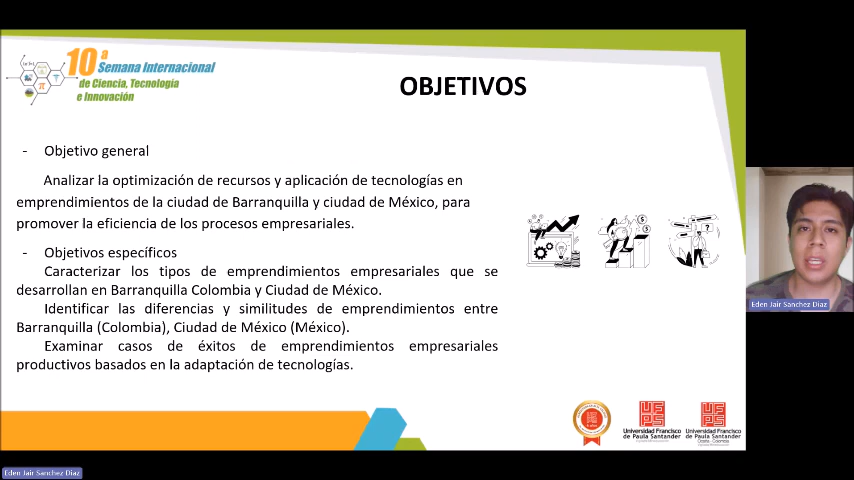 10ª
Semana Internacional
de Ciencia, Tecnología
e Innovación
OBJETIVOS
- Objetivo general
Analizar la optimización de recursos y aplicación de tecnologías en
emprendimientos de la ciudad de Barranquilla y ciudad de México, para
promover la eficiencia de los procesos empresariales.
- Objetivos específicos
Caracterizar los tipos de emprendimientos empresariales que se
desarrollan en Barranquilla Colombia y Ciudad de México.
Identificar las diferencias y similitudes de emprendimientos entre
Barranquilla (Colombia), Ciudad de México (México).
Examinar casos de éxitos de emprendimientos empresariales
productivos basados en la adaptación de tecnologías.
Eden Jair Sanchez Diaz
UFPS
Universidad Francisco
de Paula Santander
UFPS
Universidad Francisco
de Paula Santander
Ocaña - Colombia
Eden Jair Sanchez Diaz